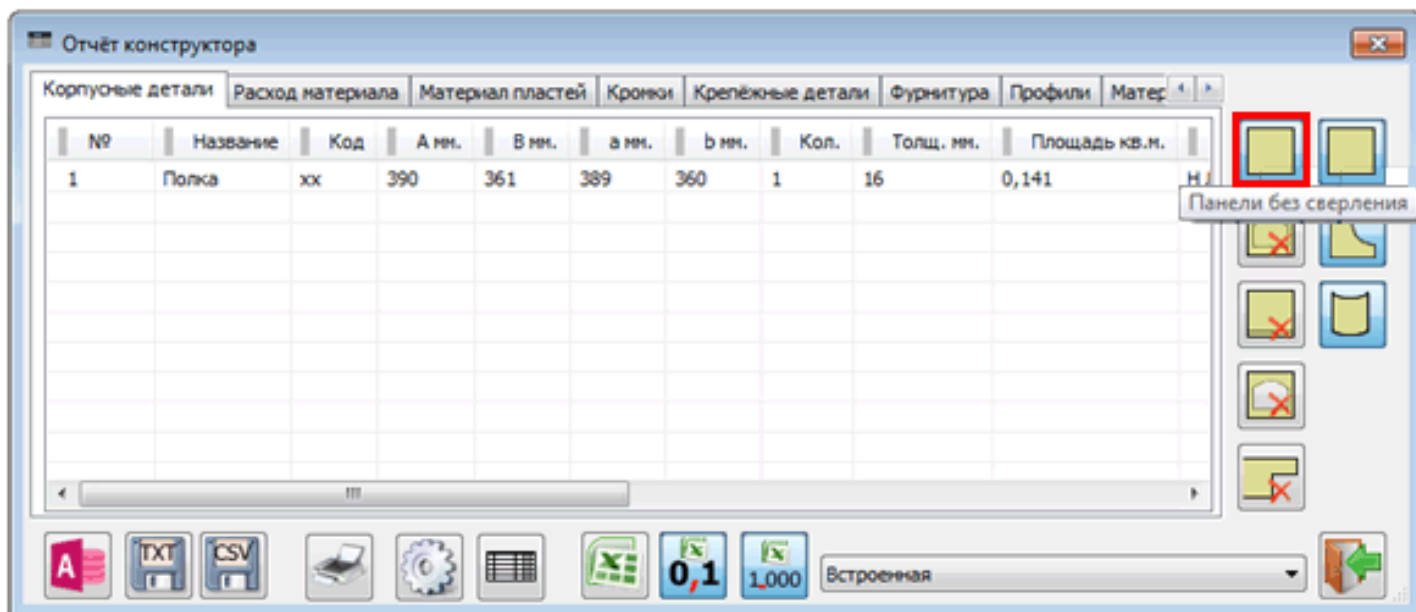 Отчёт конструктора
Корпусные детали Расход материала Материал пластей Кромки Крепёжные детали Фурнитура Профили Матер
№ Название Код A мм. B мм. a мм. b мм. Кол. Толщ. мм. Площадь кв.м.
1 Полка xx 390 361 389 360 1 16 0,141 Н
Панели без сверления
A TXT CSV X X 0,1 X 1,000 Встроенная